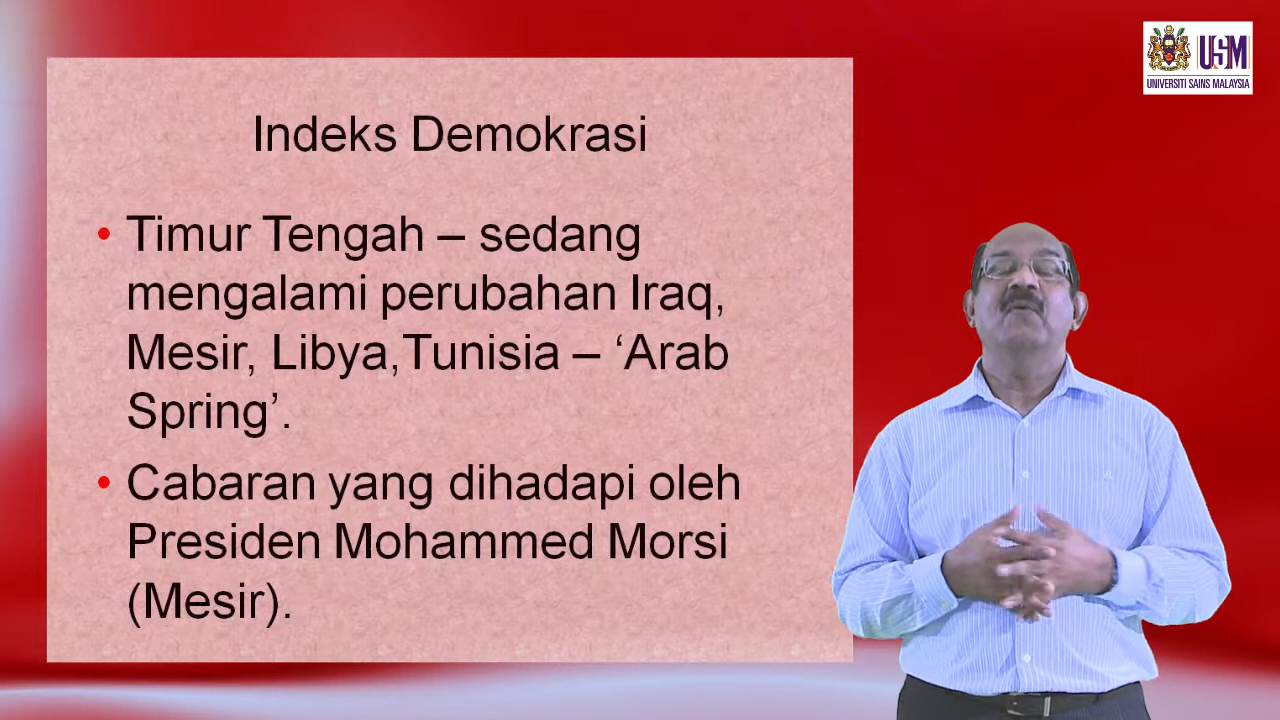 USM
UNIVERSITI SAINS MALAYSIA
Indeks Demokrasi
• Timur Tengah – sedang
mengalami perubahan Iraq,
Mesir, Libya,Tunisia – ‘Arab
Spring’.
• Cabaran yang dihadapi oleh
Presiden Mohammed Morsi
(Mesir).